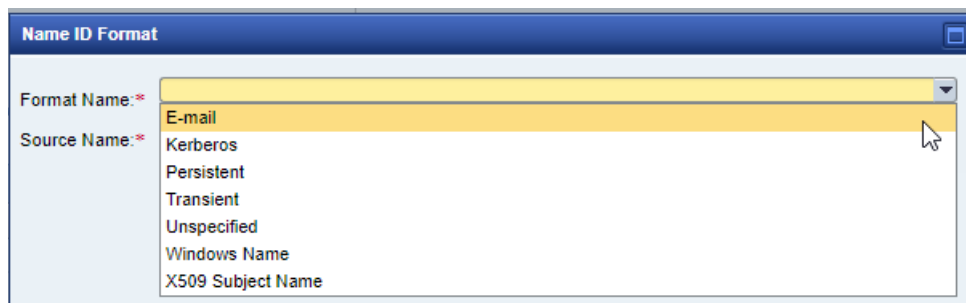 Name ID Format
Format Name:*
E-mail
Source Name:*
Kerberos
Persistent
Transient
Unspecified
Windows Name
X509 Subject Name